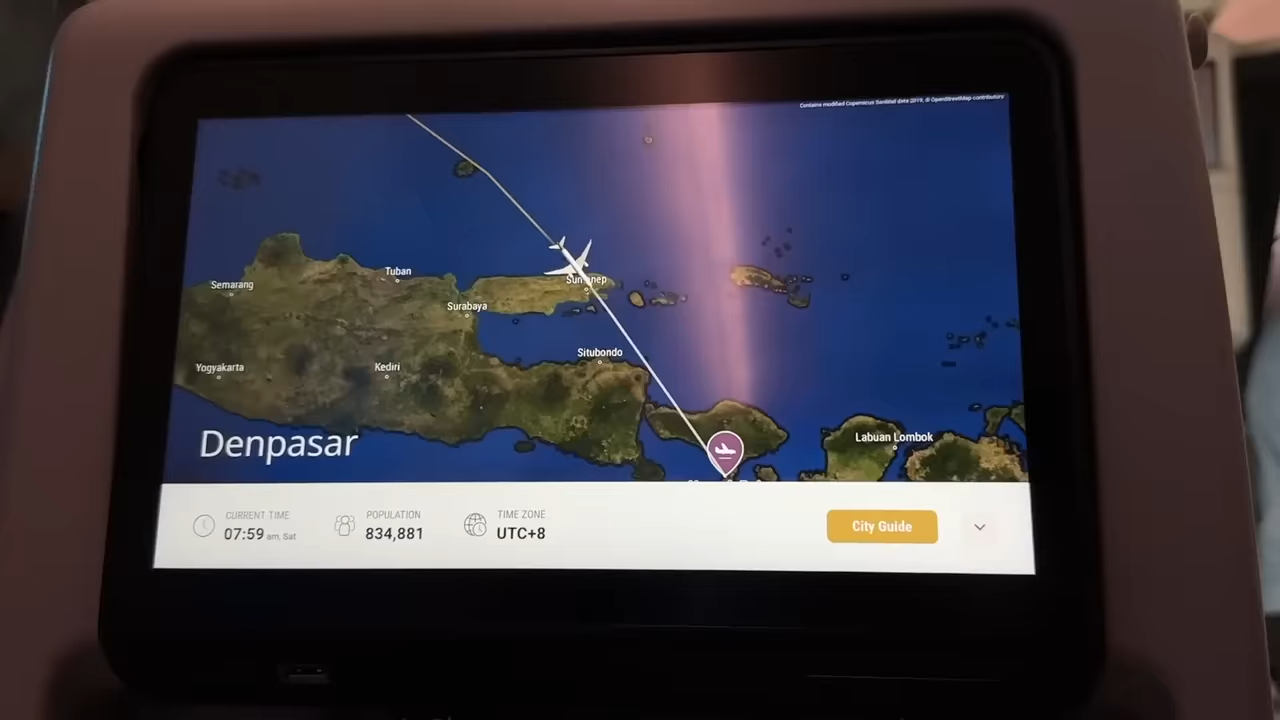 Contains modified Copernicus Sentinel data 2019, © OpenStreetMap contributors
Tuban
Semarang
Surabaya
Situbondo
Yogyakarta
Kediri
Labuan Lombok
Denpasar
CURRENT TIME
07:59 am, Sat
POPULATION
834,881
TIME ZONE
UTC+8
City Guide